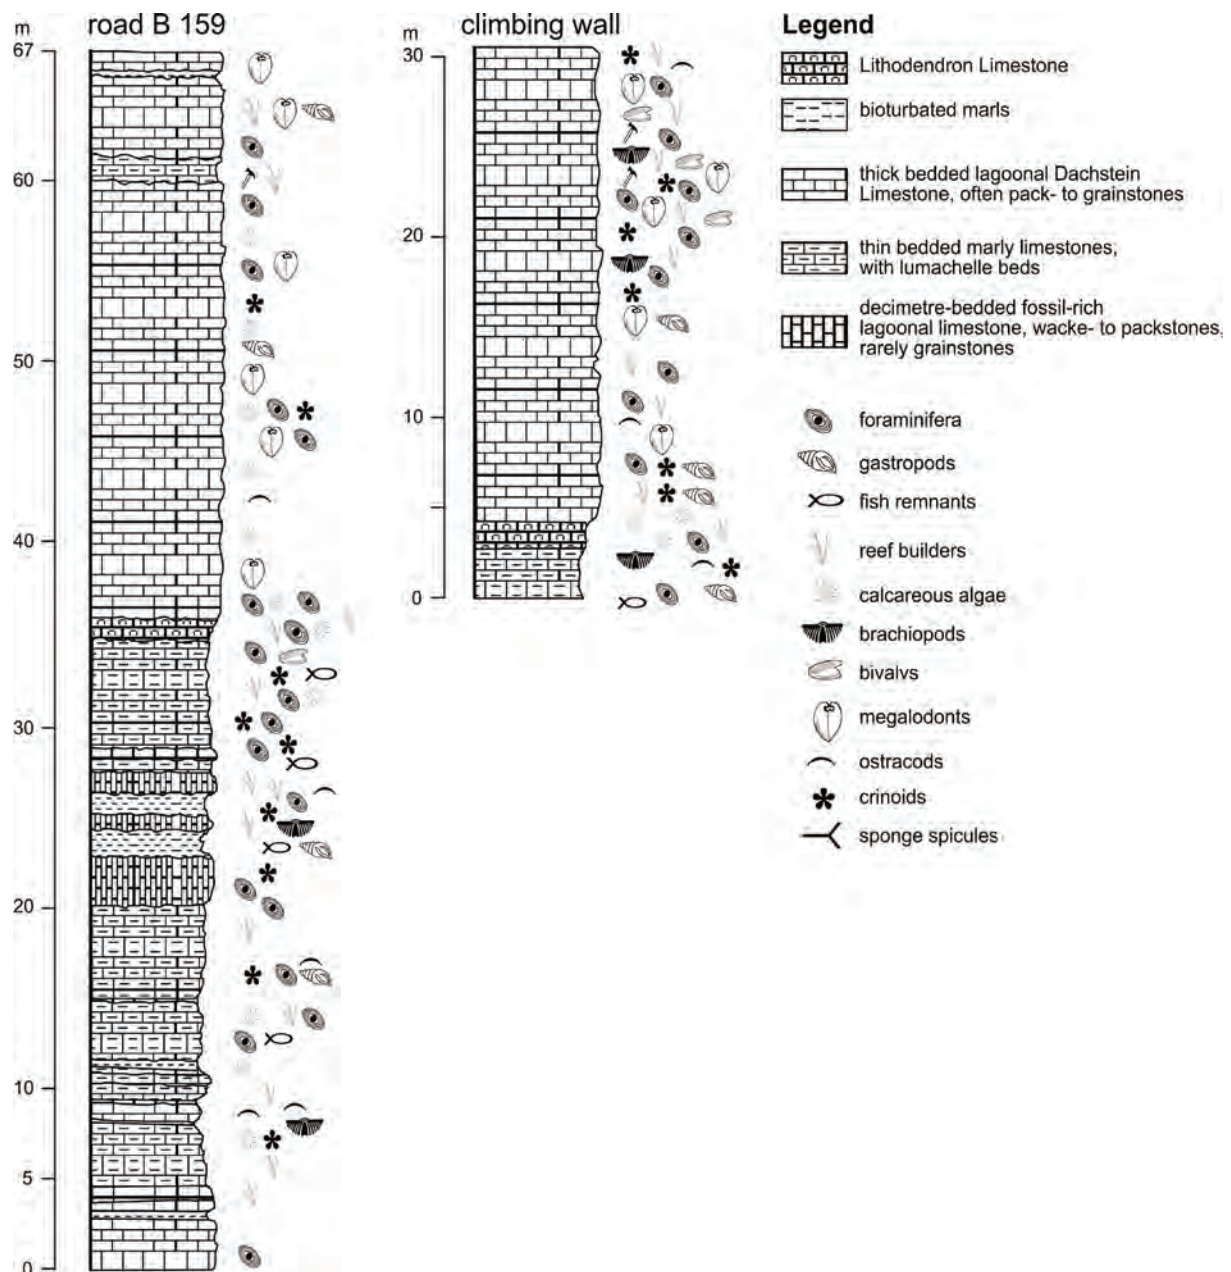 road B 159
m
67
60
50
40
30
20
10
5
0
climbing wall
m
30
20
10
0
Legend
Lithodendron Limestone
bioturbated marls
thick bedded lagoonal Dachstein
Limestone, often pack- to grainstones
thin bedded marly limestones,
with lumachelle beds
decimetre-bedded fossil-rich
lagoonal limestone, wacke- to packstones,
rarely grainstones
foraminifera
gastropods
fish remnants
reef builders
calcareous algae
brachiopods
bivalvs
megalodonts
ostracods
crinoids
sponge spicules